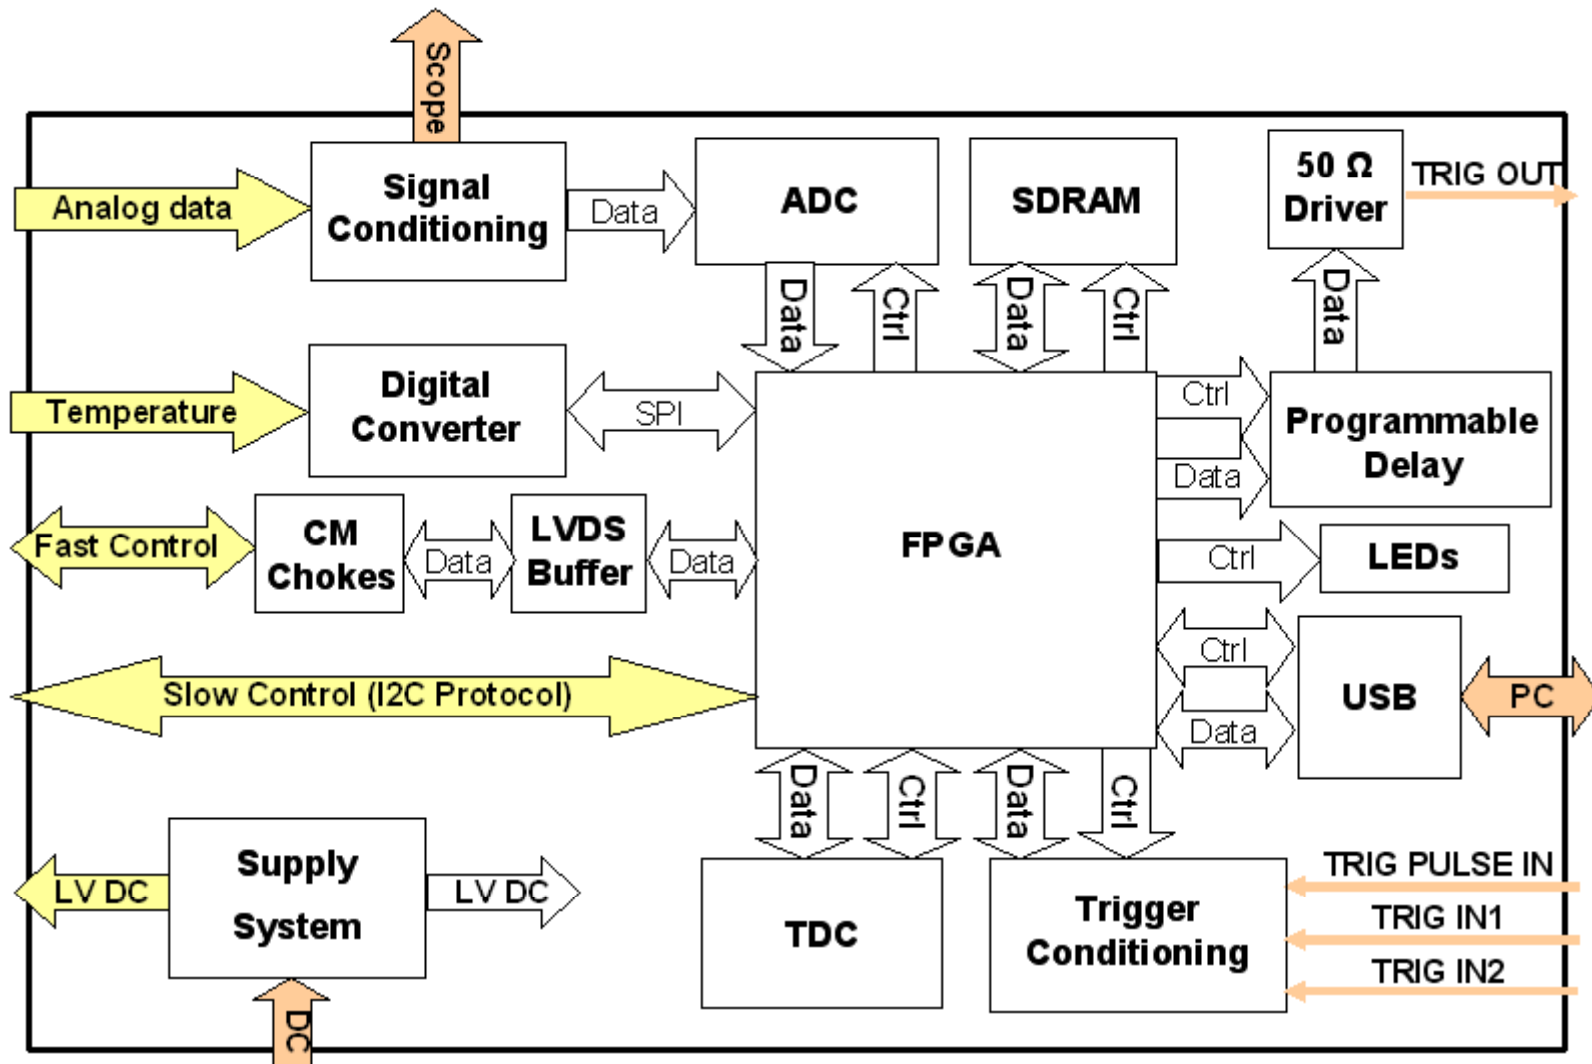 Scope
Analog data
Signal
Conditioning
Data
ADC
SDRAM
50 Ω
Driver
TRIG OUT
Data
Ctrl
Data
Ctrl
Data
Temperature
Digital
Converter
SPI
Ctrl
Data
Programmable
Delay
Fast Control
CM
Chokes
Data
LVDS
Buffer
Data
FPGA
Ctrl
LEDs
Slow Control (I2C Protocol)
Ctrl
Data
USB
PC
Data
Ctrl
Data
Ctrl
LV DC
Supply
System
LV DC
TDC
Trigger
Conditioning
TRIG PULSE IN
TRIG IN1
TRIG IN2
DC